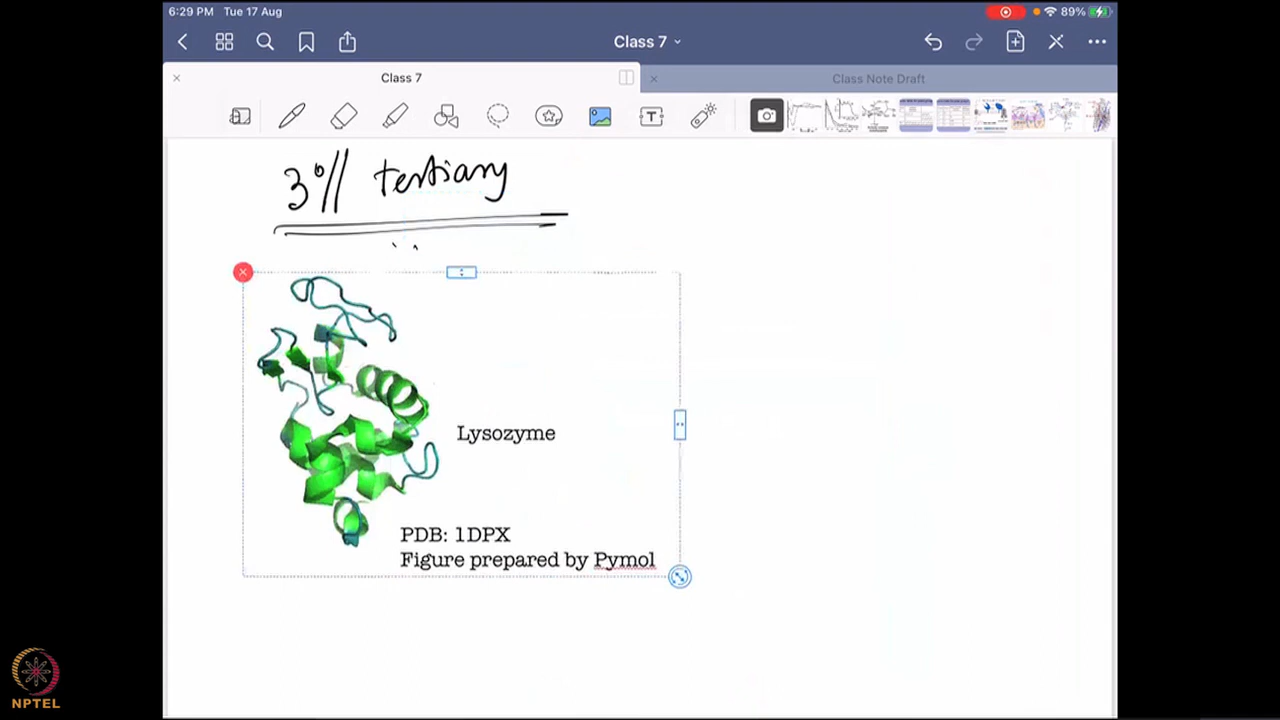 6:29 PM Tue 17 Aug
89%
Class 7
Class 7
Class Note Draft
3°// tertiary
Lysozyme
PDB: 1DPX
Figure prepared by Pymol
NPTEL